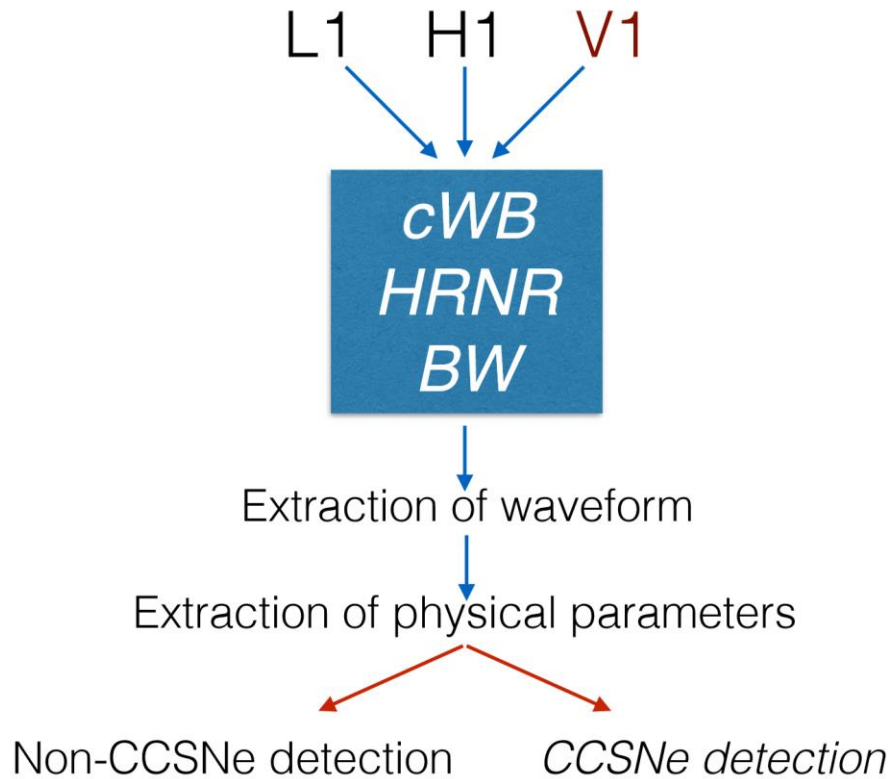 L1 H1 V1
cWB
HRNR
BW
Extraction of waveform
Extraction of physical parameters
Non-CCSNe detection CCSNe detection